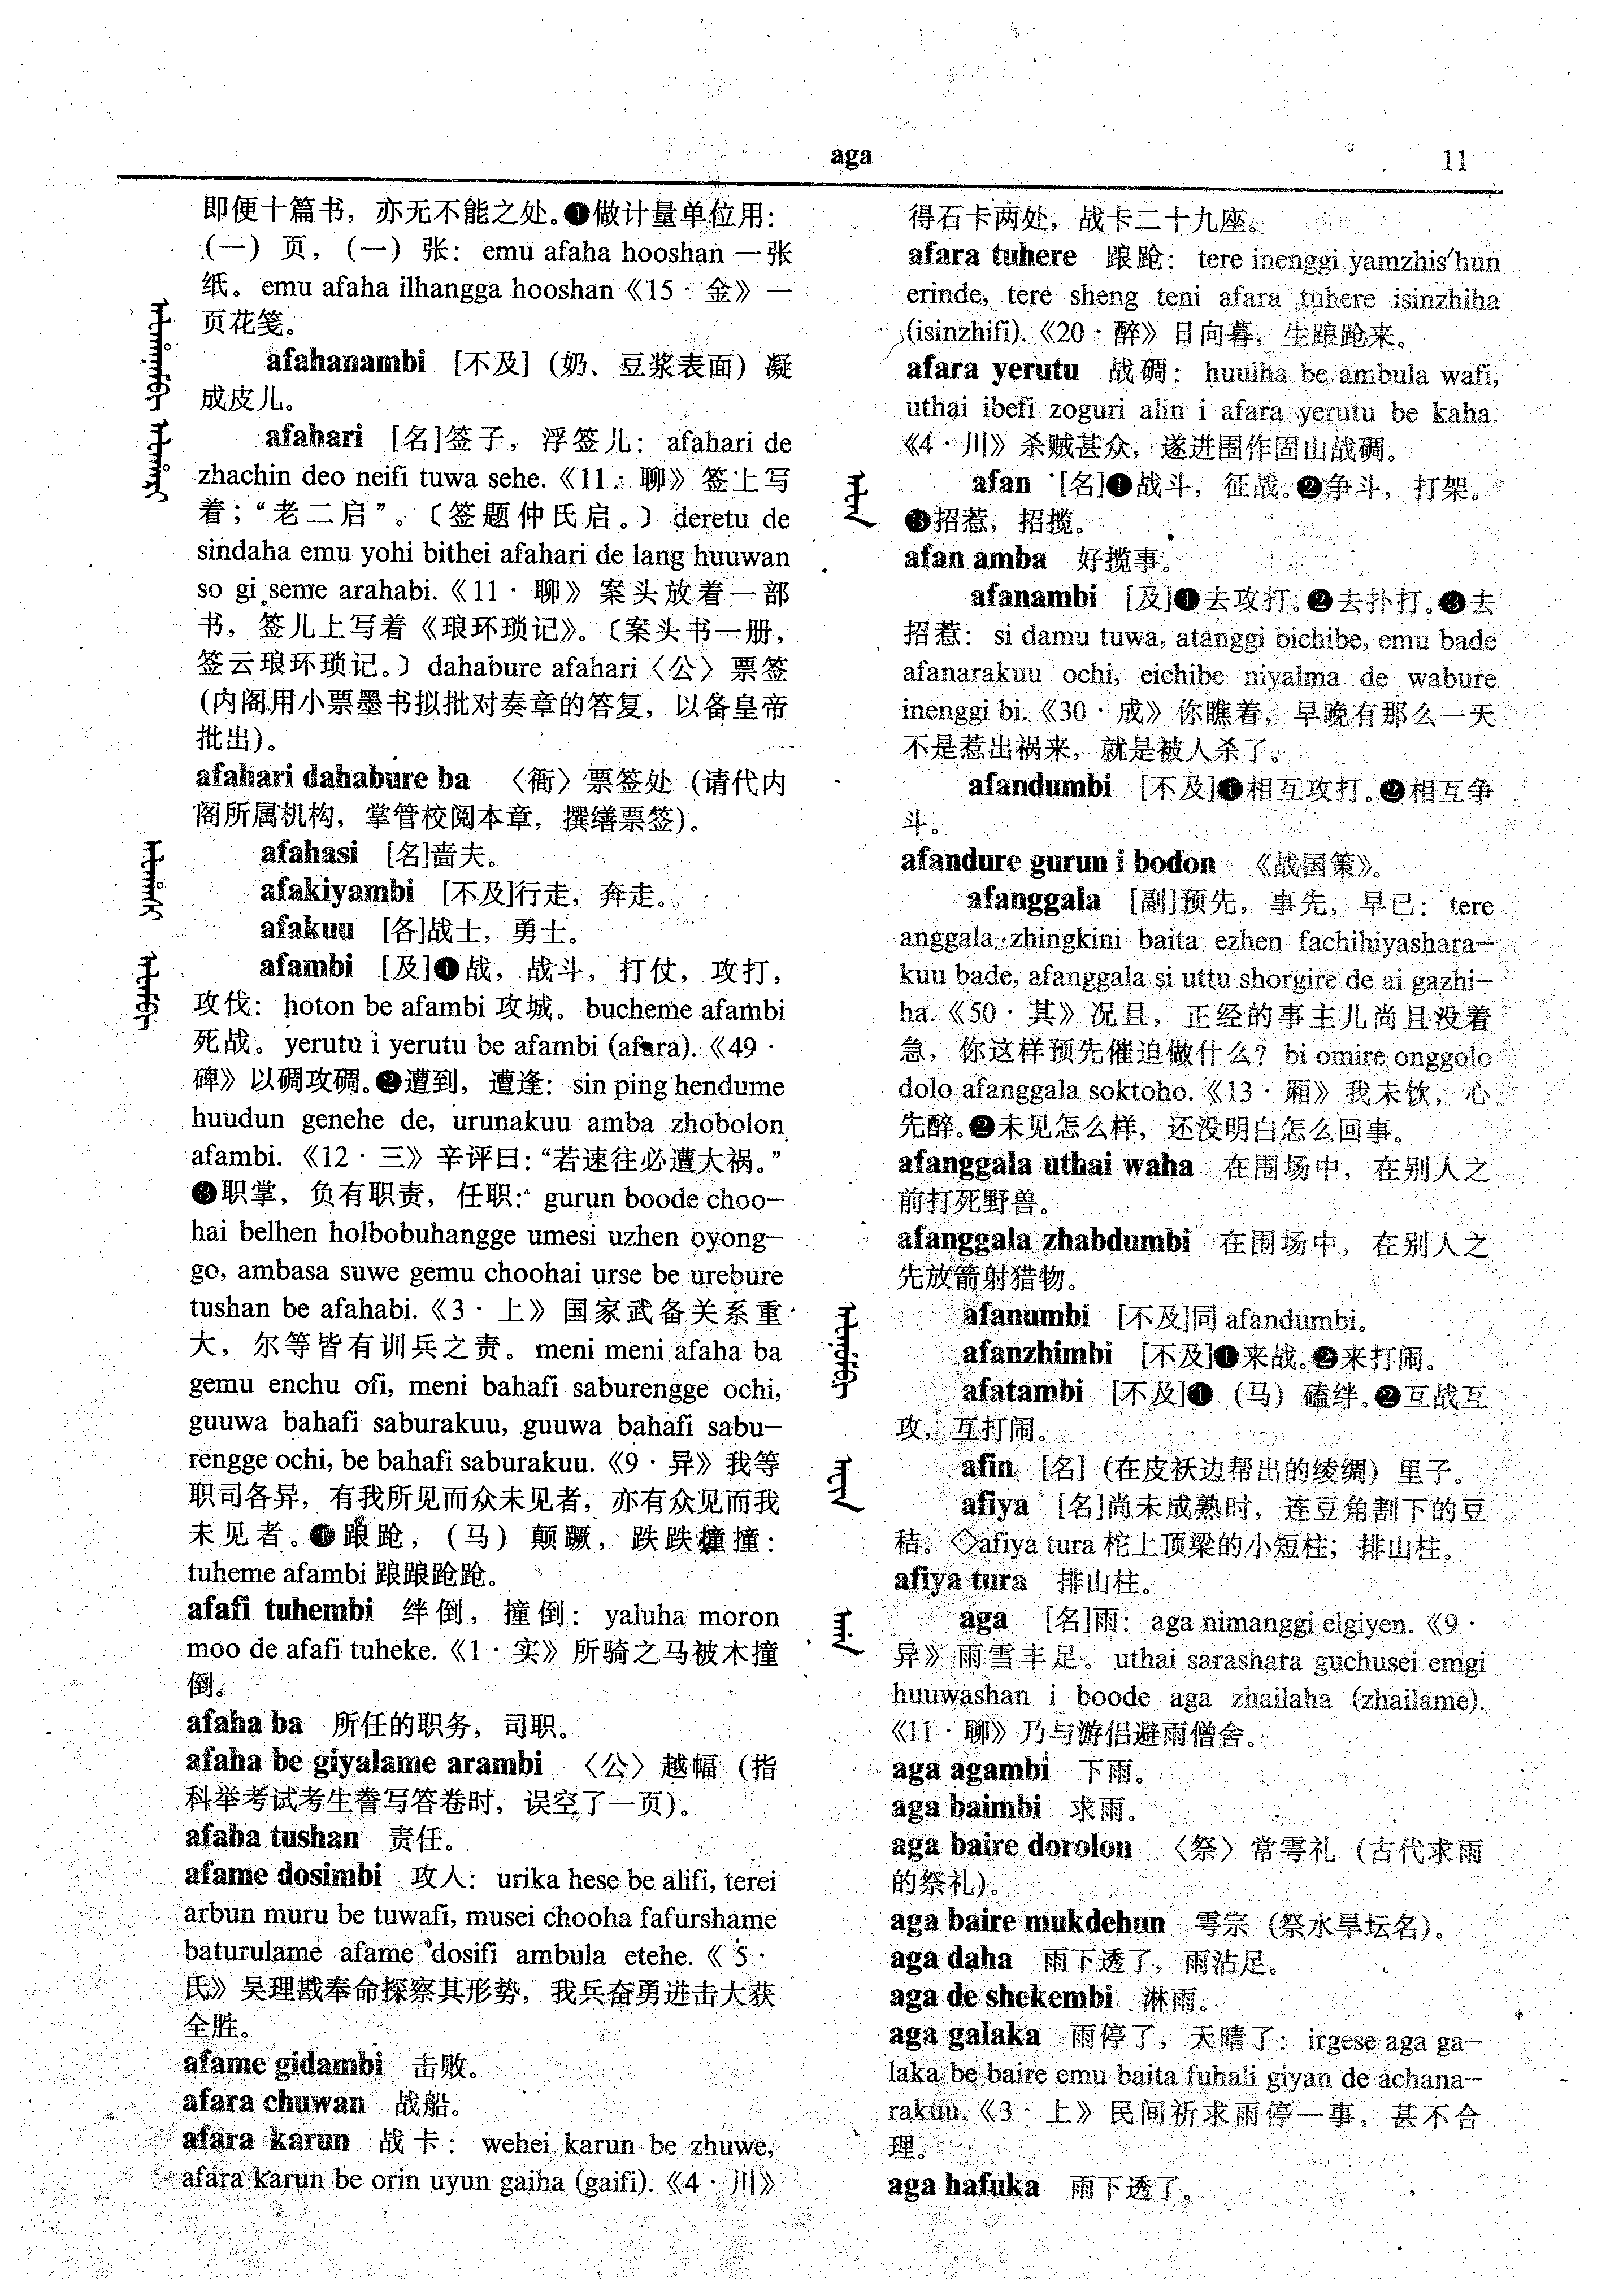 aga
11
即便十篇书，亦无不能之处。❶做计量单位用：
（一）页，（一）张：emu afaha hooshan 一张
纸。emu afaha ilhangga hooshan《15·金》一
页花笺。
afahanambi [不及]（奶、豆浆表面）凝
成皮儿。
afahari [名]签子，浮签儿：afahari de
zhachin deo neifi tuwa sehe.《11·聊》签上写
着；“老二启”。〔签题仲氏启。〕deretu de
sindaha emu yohi bithei afahari de lang huuwan
so gi seme arahabi.《11·聊》案头放着一部
书，签儿上写着《琅环琐记》。〔案头书一册，
签云琅环琐记。〕dahabure afahari〈公〉票签
（内阁用小票墨书拟批对奏章的答复，以备皇帝
批出）。
afahari dahabure ba 〈衙〉票签处（请代内
阁所属机构，掌管校阅本章，撰缮票签）。
afahasi [名]啬夫。
afakiyambi [不及]行走，奔走。
afakuu [各]战士，勇士。
afambi [及]❶战，战斗，打仗，攻打，
攻伐：hoton be afambi 攻城。bucheme afambi
死战。yerutu i yerutu be afambi (afara).《49·
碑》以碉攻碉。❷遭到，遭逢：sin ping hendume
huudun genehe de, urunakuu amba zhobolon
afambi.《12·三》辛评曰：“若速往必遭大祸。”
❸职掌，负有职责，任职：gurun boode choo-
hai belhen holbobuhangge umesi uzhen oyong-
go, ambasa suwe gemu choohai urse be urebure
tushan be afahabi.《3·上》国家武备关系重
大，尔等皆有训兵之责。meni meni afaha ba
gemu enchu ofi, meni bahafi saburengge ochi,
guuwa bahafi saburakuu, guuwa bahafi sabu-
rengge ochi, be bahafi saburakuu.《9·异》我等
职司各异，有我所见而众未见者，亦有众见而我
未见者。❹踉跄，（马）颠蹶，跌跌撞撞：
tuheme afambi 踉踉跄跄。
afafi tuhembi 绊倒，撞倒：yaluha moron
moo de afafi tuheke.《1·实》所骑之马被木撞
倒。
afaha ba 所任的职务，司职。
afaha be giyalame arambi 〈公〉越幅（指
科举考试考生誊写答卷时，误空了一页）。
afaha tushan 责任。
afame dosimbi 攻人：urika hese be alifi, terei
arbun muru be tuwafi, musei chooha fafurshame
baturulame afame dosifi ambula etehe.《5·
氏》吴理戡奉命探察其形势，我兵奋勇进击大获
全胜。
afame gidambi 击败。
afara chuwan 战船。
afara karun 战卡：wehei karun be zhuwe,
afara karun be orin uyun gaiha (gaifi).《4·川》
得石卡两处，战卡二十九座。
afara tuhere 踉跄：tere inenggi yamzhis'hun
erinde, tere sheng teni afara tuhere isinzhiha
(isinzhifi).《20·醉》日向暮，生踉跄来。
afara yerutu 战碉：huulha be ambula wafi,
uthai ibefi zoguri alin i afara yerutu be kaha.
《4·川》杀贼甚众，遂进围作固山战碉。
afan [名]❶战斗，征战。❷争斗，打架。
❸招惹，招揽。
afan amba 好揽事。
afanambi [及]❶去攻打。❷去扑打。❸去
招惹：si damu tuwa, atanggi bichibe, emu bade
afanarakuu ochi, eichibe niyalma de wabure
inenggi bi.《30·成》你瞧着，早晚有那么一天
不是惹出祸来，就是被人杀了。
afandumbi [不及]❶相互攻打。❷相互争
斗。
afandure gurun i bodon 《战国策》。
afanggala [副]预先，事先，早已：tere
anggala zhingkini baita ezhen fachihiyashara-
kuu bade, afanggala si uttu shorgire de ai gazhi-
ha.《50·其》况且，正经的事主儿尚且没着
急，你这样预先催迫做什么？bi omire onggolo
dolo afanggala soktoho.《13·厢》我未饮，心
先醉。❷未见怎么样，还没明白怎么回事。
afanggala uthai waha 在围场中，在别人之
前打死野兽。
afanggala zhabdumbi 在围场中，在别人之
先放箭射猎物。
afanumbi [不及]同 afandumbi。
afanzhimbi [不及]❶来战。❷来打闹。
afatambi [不及]❶（马）磕绊。❷互战互
攻，互打闹。
afin [名]（在皮袄边帮出的绫绸）里子。
afiya [名]尚未成熟时，连豆角割下的豆
秸。◇afiya tura 柁上顶梁的小短柱；排山柱。
afiya tura 排山柱。
aga [名]雨：aga nimanggi elgiyen.《9·
异》雨雪丰足。uthai sarashara guchusei emgi
huuwashan i boode aga zhailaha (zhailame).
《11·聊》乃与游侣避雨僧舍。
aga agambi 下雨。
aga baimbi 求雨。
aga baire dorolon 〈祭〉常雩礼（古代求雨
的祭礼）。
aga baire mukdehun 雩宗（祭水旱坛名）。
aga daha 雨下透了，雨沾足。
aga de shekembi 淋雨。
aga galaka 雨停了，天晴了：irgese aga ga-
laka be baire emu baita fuhali giyan de achana-
rakuu.《3·上》民间祈求雨停一事，甚不合
理。
aga hafuka 雨下透了。